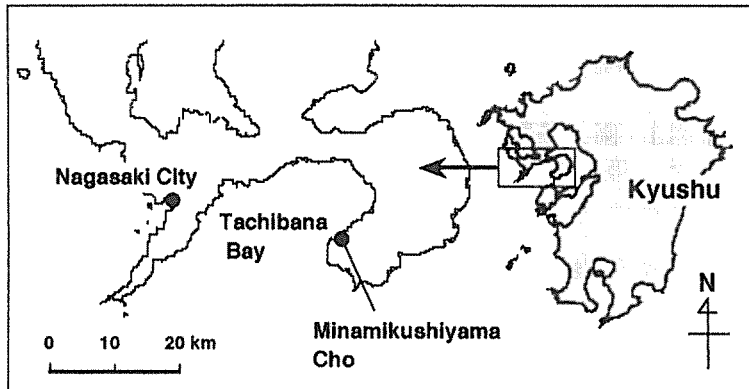 Nagasaki City
Tachibana
Bay
Minamikushiyama
Cho
0 10 20 km
Kyushu
N